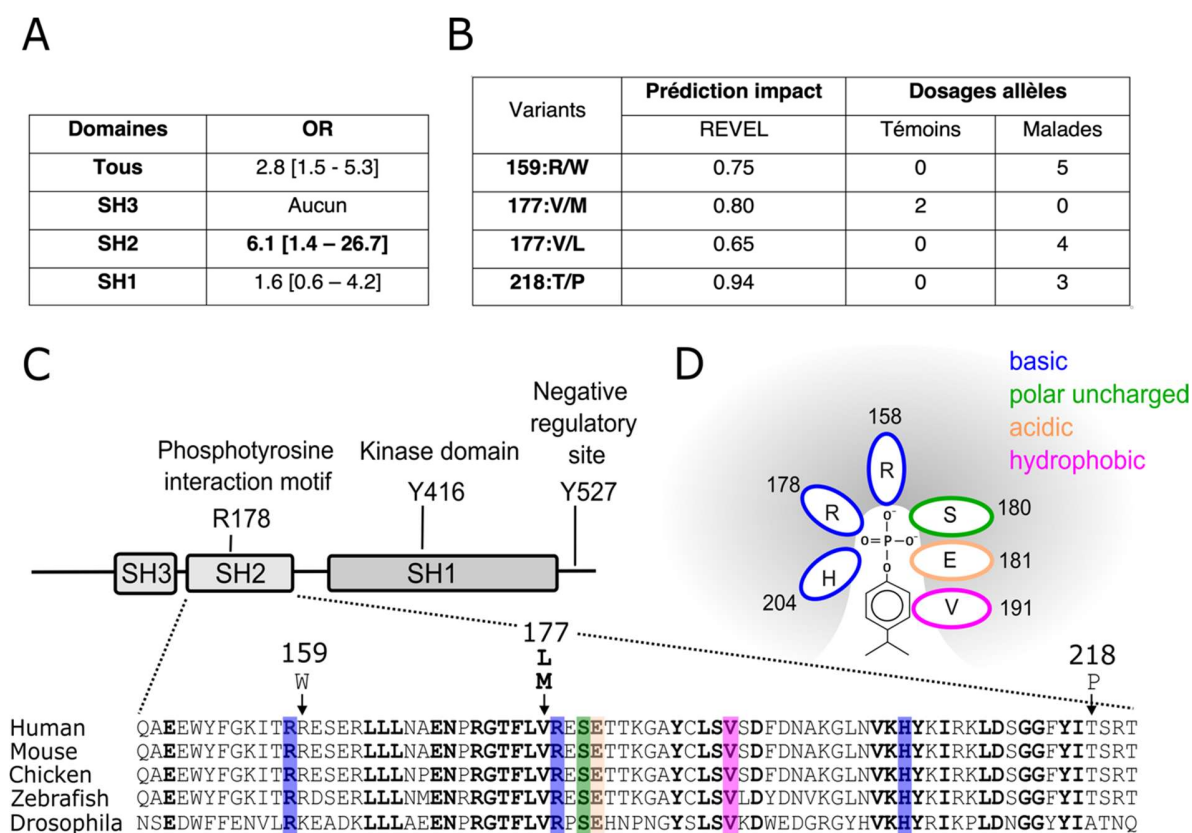 A
Domaines OR
Tous 2.8 [1.5 - 5.3]
SH3 Aucun
SH2 6.1 [1.4 – 26.7]
SH1 1.6 [0.6 – 4.2]
B
Variants Prédiction impact Dosages allèles
REVEL Témoins Malades
159:R/W 0.75 0 5
177:V/M 0.80 2 0
177:V/L 0.65 0 4
218:T/P 0.94 0 3
C
Phosphotyrosine
interaction motif
R178
Kinase domain
Y416
Negative
regulatory
site
Y527
SH3 SH2 SH1
D
basic
polar uncharged
acidic
hydrophobic
158
R
178
R
S 180
O⁻
O=P–O⁻
O
E 181
H
204
V 191
159
W
177
L
M
218
P
Human QAEEWYFGKITRRESERLLLNAENPRGTFLVRESETTKGAYCLSVSDFDNAKGLNVKHYKIRKLDSGGFYITSRT
Mouse QAEEWYFGKITRRESERLLLNAENPRGTFLVRESETTKGAYCLSVSDFDNAKGLNVKHYKIRKLDSGGFYITSRT
Chicken QAEEWYFGKITRRESERLLLNPENPRGTFLVRESETTKGAYCLSVSDFDNAKGLNVKHYKIRKLDSGGFYITSRT
Zebrafish QAEEWYFGKITRRDSERLLLNMENPRGTFLVRESETTKGAYCLSVLDYDNVKGLNVKHYKIRKLDSGGFYITSRT
Drosophila NSEDWFFENVLRKEADKLLLNEENPRGTFLVRPSEHNPNGYSLSVKDWEDGRGYHVKHYKIKPLDNGGYYIATNQ